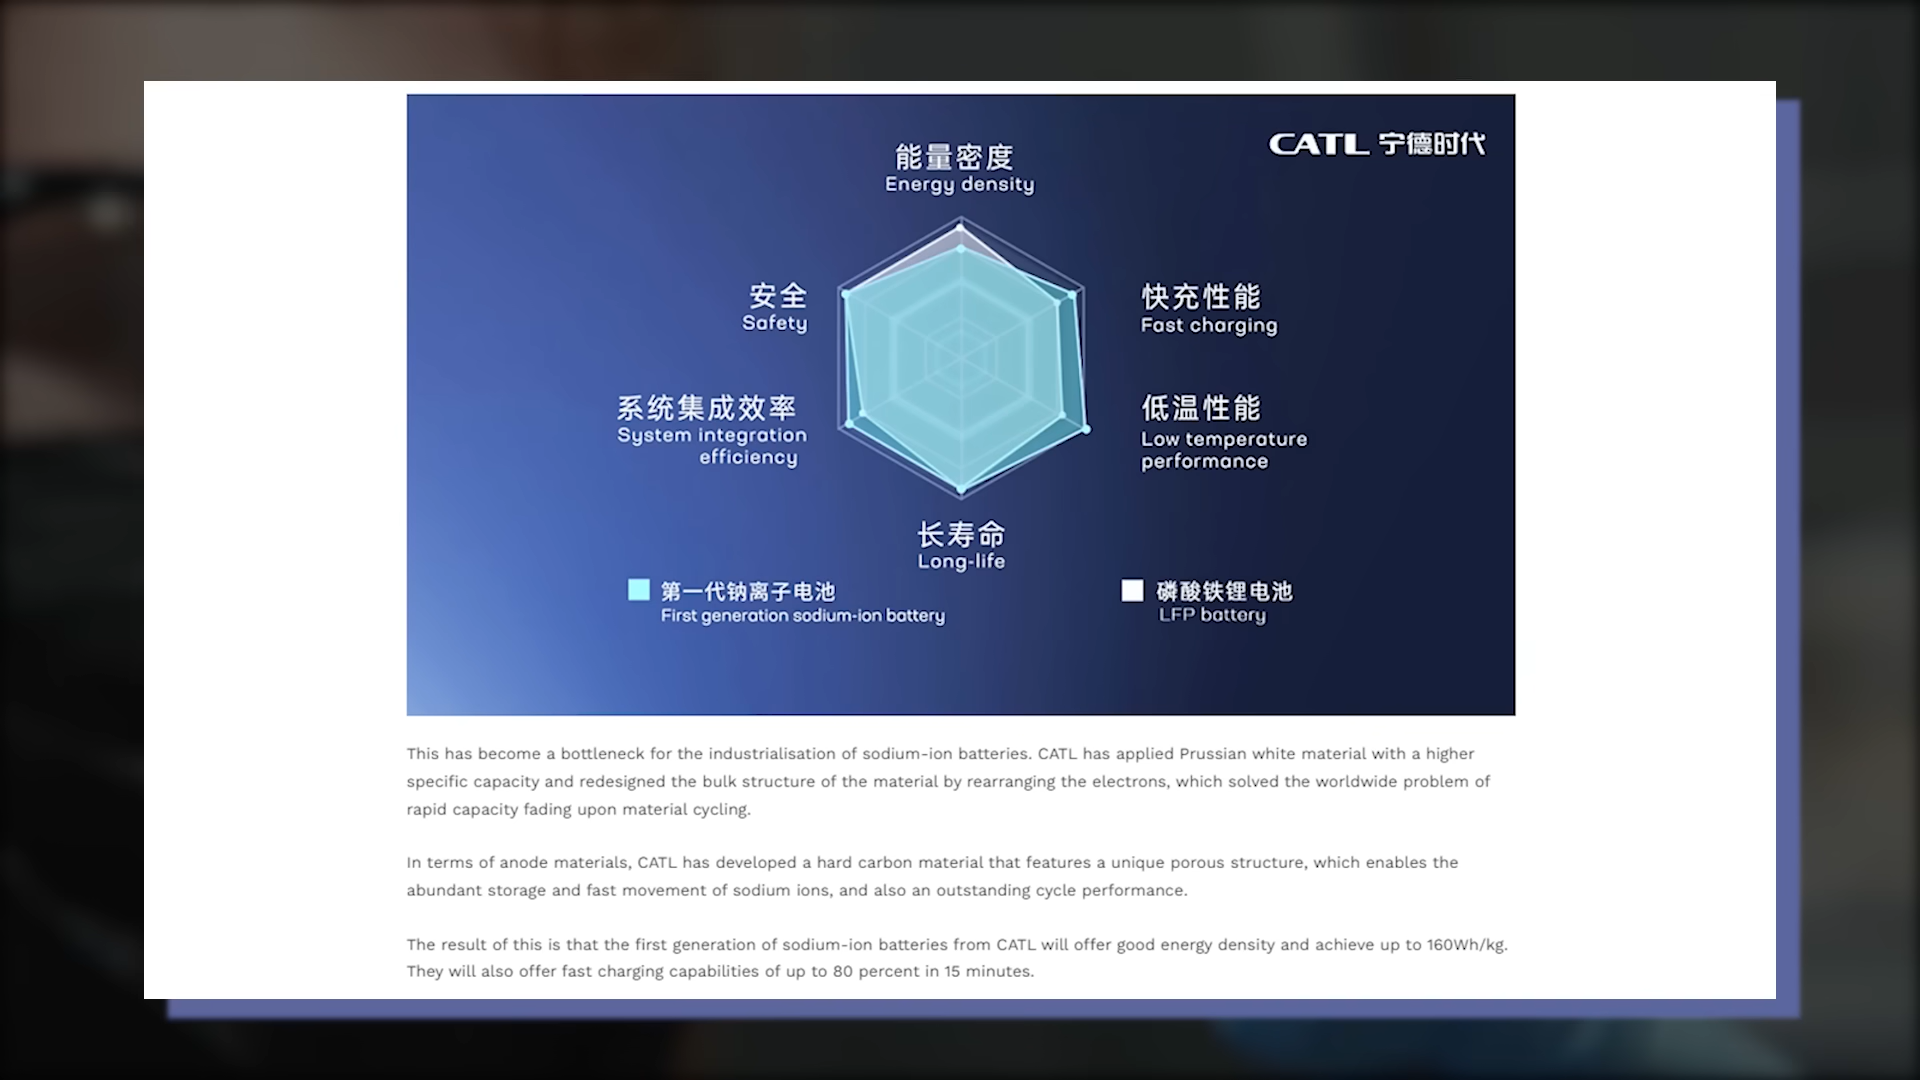 CATL 宁德时代
能量密度
Energy density
安全
Safety
快充性能
Fast charging
系统集成效率
System integration
efficiency
低温性能
Low temperature
performance
长寿命
Long-life
第一代钠离子电池
First generation sodium-ion battery
磷酸铁锂电池
LFP battery
This has become a bottleneck for the industrialisation of sodium-ion batteries. CATL has applied Prussian white material with a higher
specific capacity and redesigned the bulk structure of the material by rearranging the electrons, which solved the worldwide problem of
rapid capacity fading upon material cycling.
In terms of anode materials, CATL has developed a hard carbon material that features a unique porous structure, which enables the
abundant storage and fast movement of sodium ions, and also an outstanding cycle performance.
The result of this is that the first generation of sodium-ion batteries from CATL will offer good energy density and achieve up to 160Wh/kg.
They will also offer fast charging capabilities of up to 80 percent in 15 minutes.